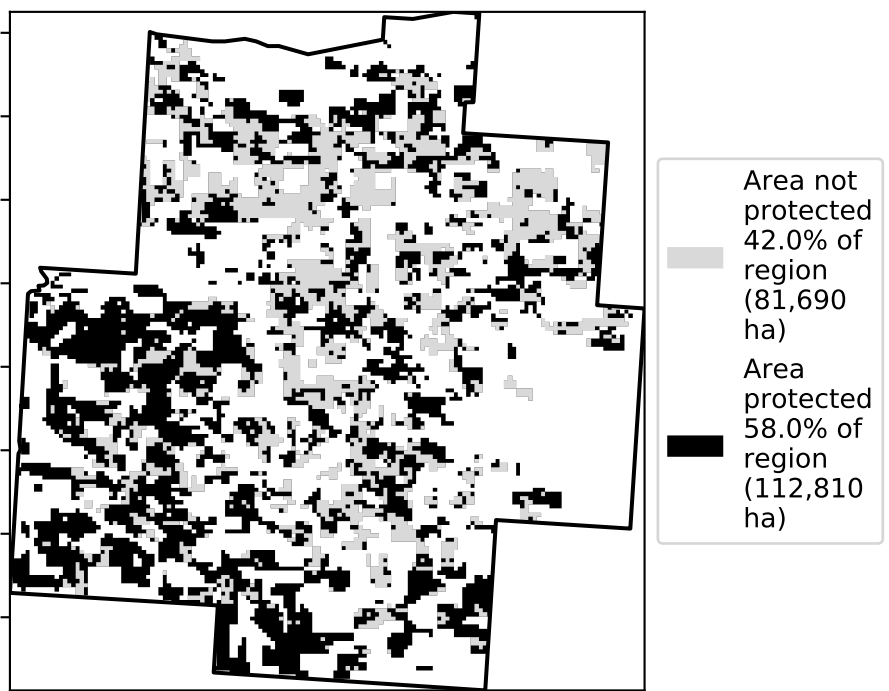 Area not
protected
42.0% of
region
(81,690
ha)
Area
protected
58.0% of
region
(112,810
ha)